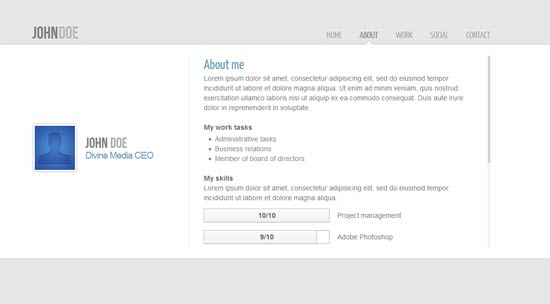 JOHNDOE
HOME ABOUT WORK SOCIAL CONTACT
About me
Lorem ipsum dolor sit amet, consectetur adipisicing elit, sed do eiusmod tempor
incididunt ut labore et dolore magna aliqua. Ut enim ad minim veniam, quis nostrud
exercitation ullamco laboris nisi ut aliquip ex ea commodo consequat. Duis aute irure
dolor in reprehenderit in voluptate.
My work tasks
Administrative tasks
Business relations
Member of board of directors
JOHN DOE
Divine Media CEO
My skills
Lorem ipsum dolor sit amet, consectetur adipisicing elit, sed do eiusmod tempor
incididunt ut labore et dolore magna aliqua.
10/10 Project management
9/10 Adobe Photoshop